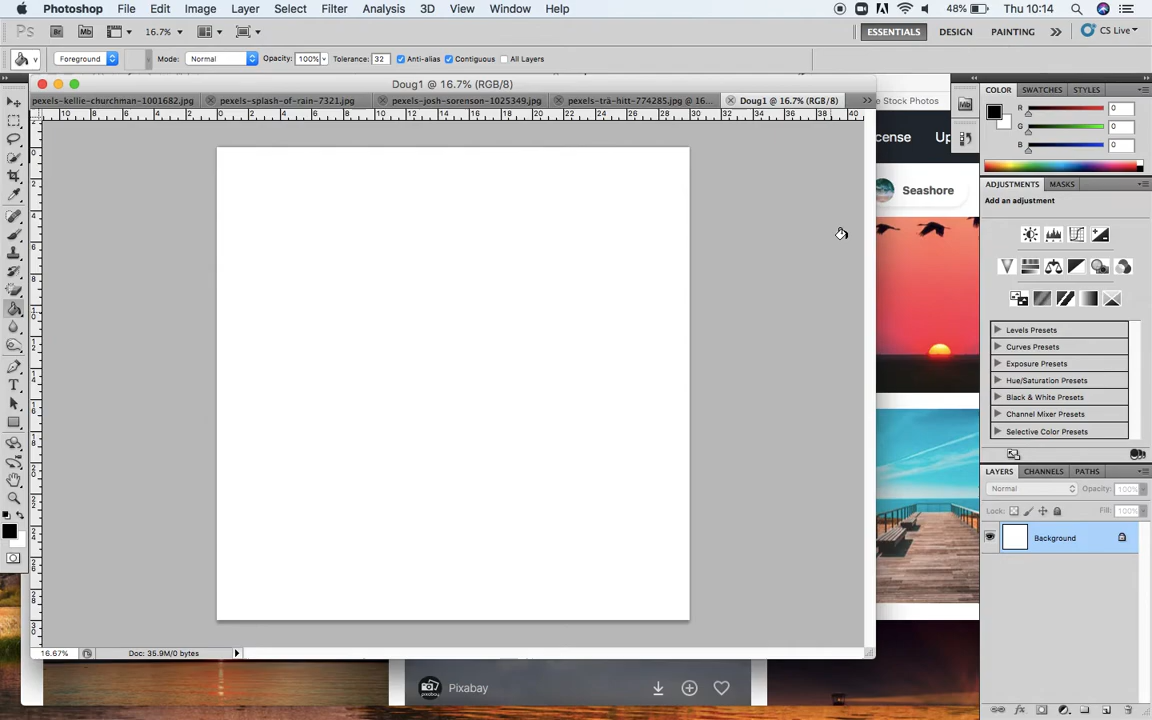 Photoshop File Edit Image Layer Select Filter Analysis 3D View Window Help 48% Thu 10:14
Ps Br Mb 16.7% ESSENTIALS DESIGN PAINTING CS Live
Foreground Mode: Normal Opacity: 100% Tolerance: 32 Anti-alias Contiguous All Layers
Doug1 @ 16.7% (RGB/8)
pexels-kellie-churchman-1001682.jpg pexels-splash-of-rain-7321.jpg pexels-josh-sorenson-1025349.jpg pexels-trà-hitt-774285.jpg @ 16... Doug1 @ 16.7% (RGB/8)
e Stock Photos
Mb
COLOR SWATCHES STYLES
R 0
G 0
B 0
cense Up
Seashore
ADJUSTMENTS MASKS
Add an adjustment
Levels Presets
Curves Presets
Exposure Presets
Hue/Saturation Presets
Black & White Presets
Channel Mixer Presets
Selective Color Presets
LAYERS CHANNELS PATHS
Normal Opacity: 100%
Lock: Fill: 100%
Background
16.67% Doc: 35.9M/0 bytes
Pixabay